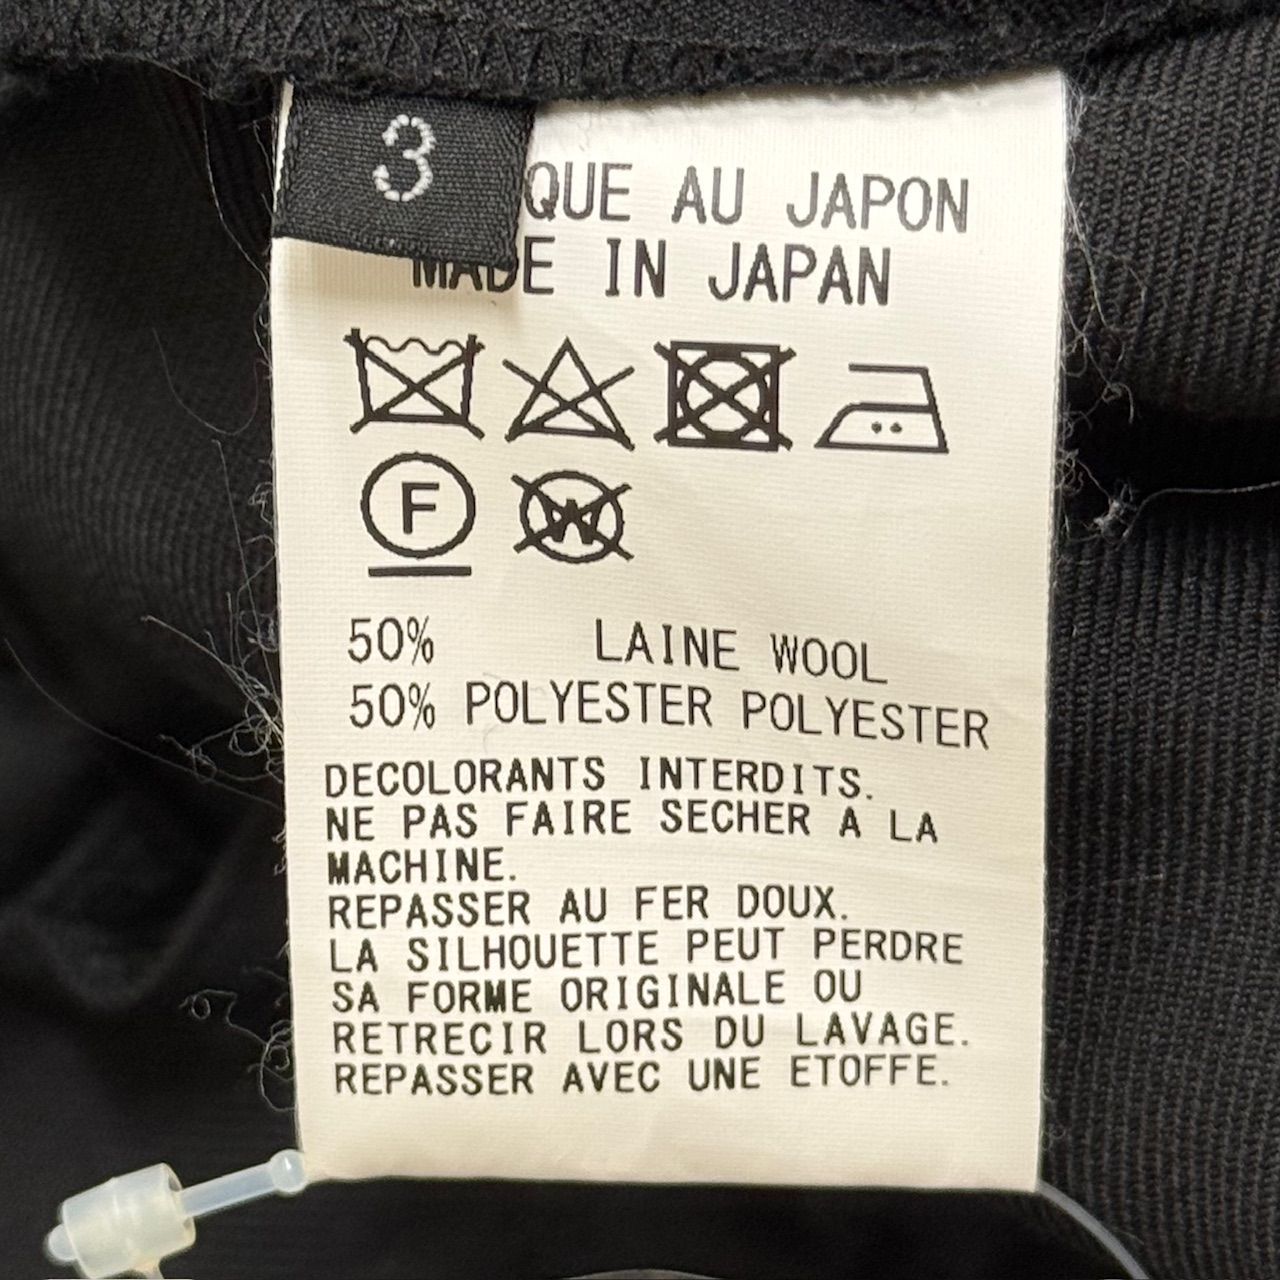 3
QUE AU JAPON
MADE IN JAPAN
F
W
50% LAINE WOOL
50% POLYESTER POLYESTER
DECOLORANTS INTERDITS.
NE PAS FAIRE SECHER A LA
MACHINE.
REPASSER AU FER DOUX.
LA SILHOUETTE PEUT PERDRE
SA FORME ORIGINALE OU
RETRECIR LORS DU LAVAGE.
REPASSER AVEC UNE ETOFFE.